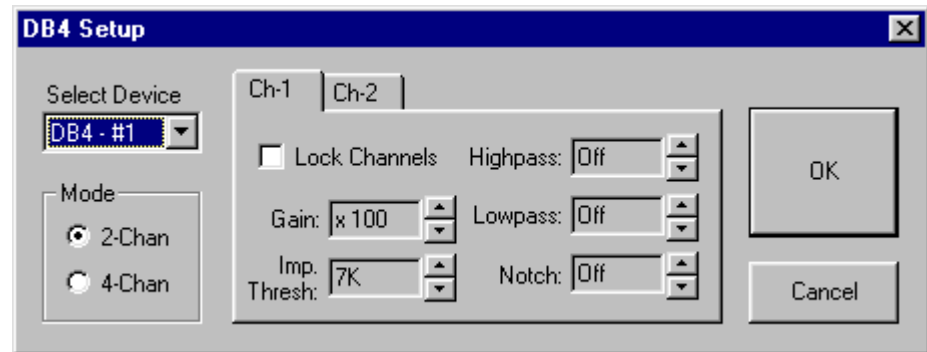 DB4 Setup
Select Device
DB4 - #1
Mode
2-Chan
4-Chan
Ch-1
Ch-2
Lock Channels
Gain: x 100
Imp.
Thresh: 7K
Highpass: Off
Lowpass: Off
Notch: Off
OK
Cancel